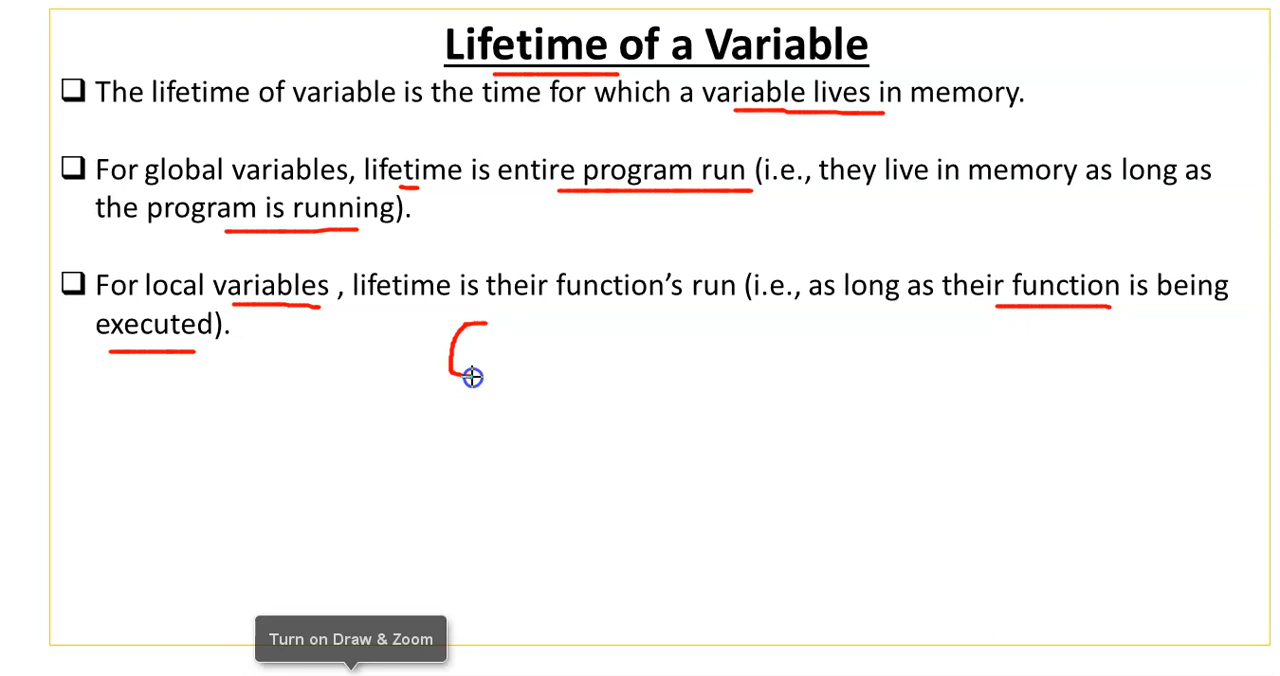 Lifetime of a Variable
❑ The lifetime of variable is the time for which a variable lives in memory.
❑ For global variables, lifetime is entire program run (i.e., they live in memory as long as
the program is running).
❑ For local variables , lifetime is their function’s run (i.e., as long as their function is being
executed).
Turn on Draw & Zoom